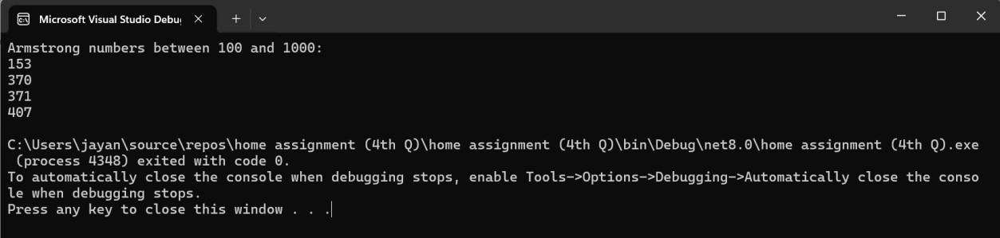 Microsoft Visual Studio Debu
Armstrong numbers between 100 and 1000:
153
370
371
407
C:\Users\jayan\source\repos\home assignment (4th Q)\home assignment (4th Q)\bin\Debug\net8.0\home assignment (4th Q).exe
 (process 4348) exited with code 0.
To automatically close the console when debugging stops, enable Tools->Options->Debugging->Automatically close the conso
le when debugging stops.
Press any key to close this window . . .